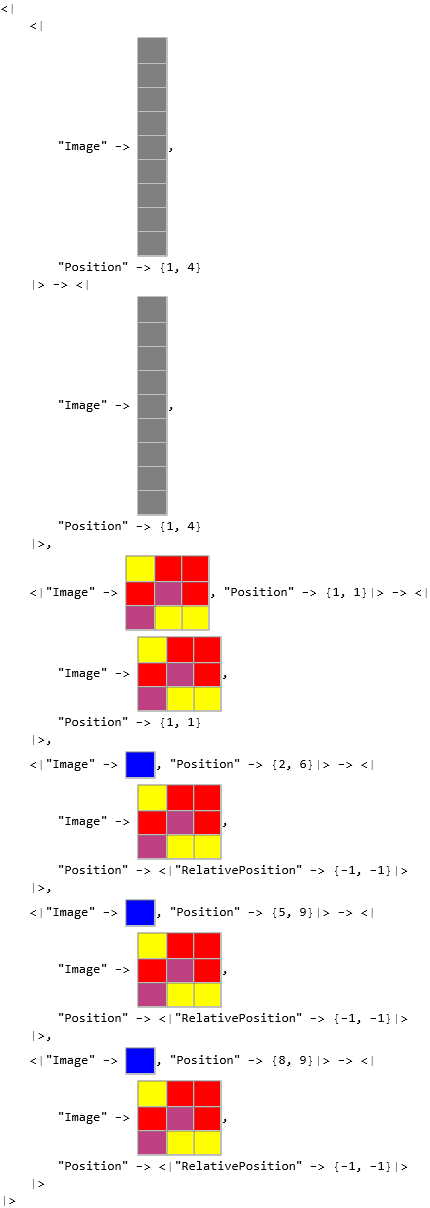 <|
<|
"Image" -> ,
"Position" -> {1, 4}
|> -> <|
"Image" -> ,
"Position" -> {1, 4}
|>,
<|"Image" -> , "Position" -> {1, 1}|> -> <|
"Image" -> ,
"Position" -> {1, 1}
|>,
<|"Image" -> , "Position" -> {2, 6}|> -> <|
"Image" -> ,
"Position" -> <|"RelativePosition" -> {-1, -1}|>
|>,
<|"Image" -> , "Position" -> {5, 9}|> -> <|
"Image" -> ,
"Position" -> <|"RelativePosition" -> {-1, -1}|>
|>,
<|"Image" -> , "Position" -> {8, 9}|> -> <|
"Image" -> ,
"Position" -> <|"RelativePosition" -> {-1, -1}|>
|>
|>